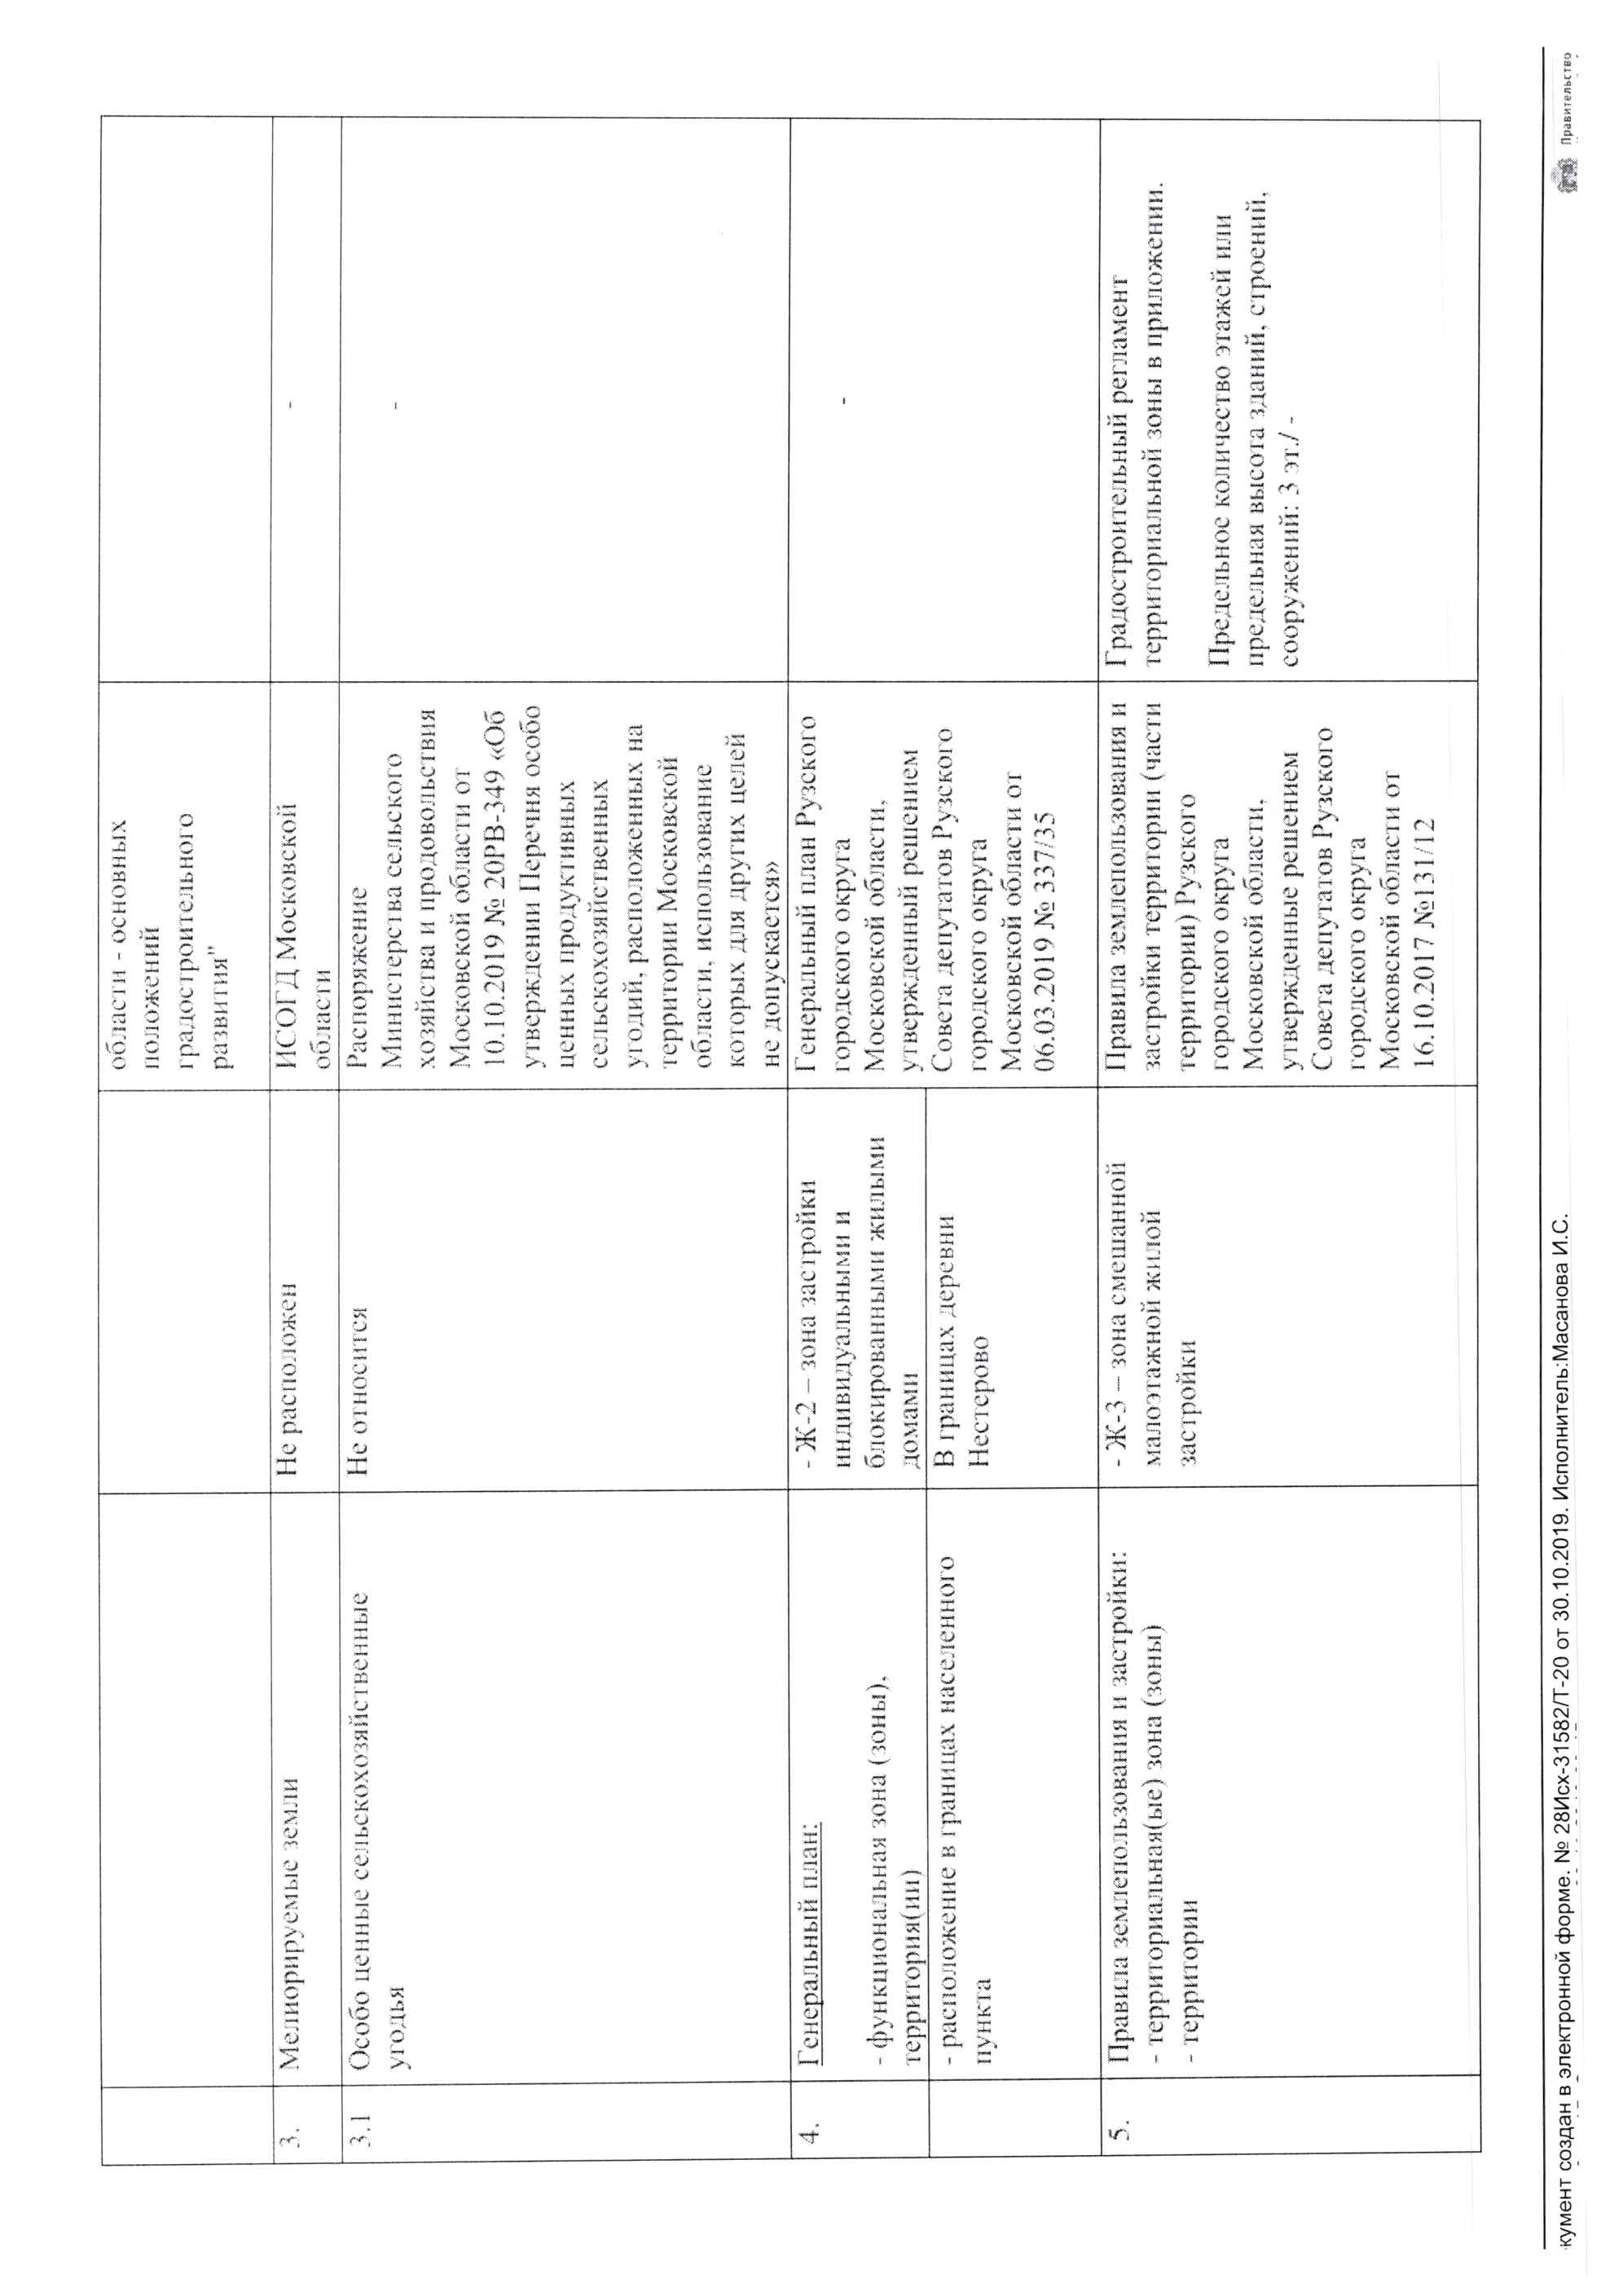 области - основных
положений
градостроительного
развития"
3.
Мелиорируемые земли
Не расположен
ИСОГД Московской
области
-
3.1
Особо ценные сельскохозяйственные
угодья
Не относится
Распоряжение
Министерства сельского
хозяйства и продовольствия
Московской области от
10.10.2019 № 20РВ-349 «Об
утверждении Перечня особо
ценных продуктивных
сельскохозяйственных
угодий, расположенных на
территории Московской
области, использование
которых для других целей
не допускается»
-
4.
Генеральный план:
- функциональная зона (зоны),
территория(ии)
- Ж-2 – зона застройки
индивидуальными и
блокированными жилыми
домами
- расположение в границах населенного
пункта
В границах деревни
Нестерово
Генеральный план Рузского
городского округа
Московской области,
утвержденный решением
Совета депутатов Рузского
городского округа
Московской области от
06.03.2019 № 337/35
-
5.
Правила землепользования и застройки:
- территориальная(ые) зона (зоны)
- территории
- Ж-3 – зона смешанной
малоэтажной жилой
застройки
Правила землепользования и
застройки территории (части
территории) Рузского
городского округа
Московской области,
утвержденные решением
Совета депутатов Рузского
городского округа
Московской области от
16.10.2017 №131/12
Градостроительный регламент
территориальной зоны в приложении.
Предельное количество этажей или
предельная высота зданий, строений,
сооружений: 3 эт./ -
кумент создан в электронной форме. № 28Исх-31582/Т-20 от 30.10.2019. Исполнитель:Масанова И.С.
Правительство